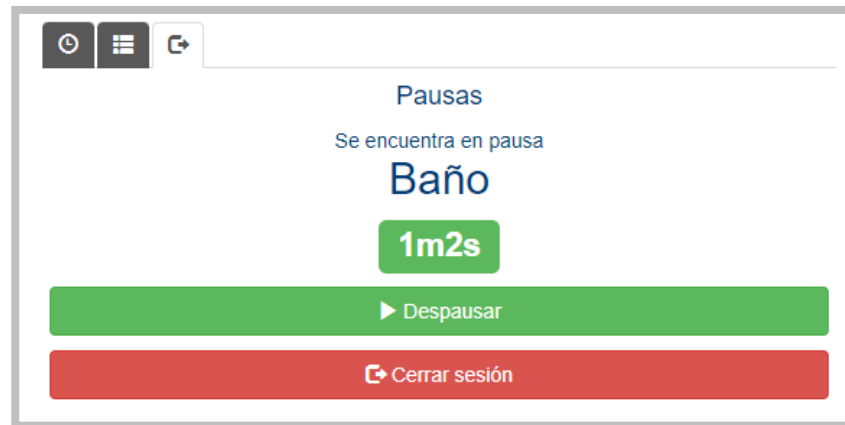 Pausas
Se encuentra en pausa
Baño
1m2s
Despausar
Cerrar sesión